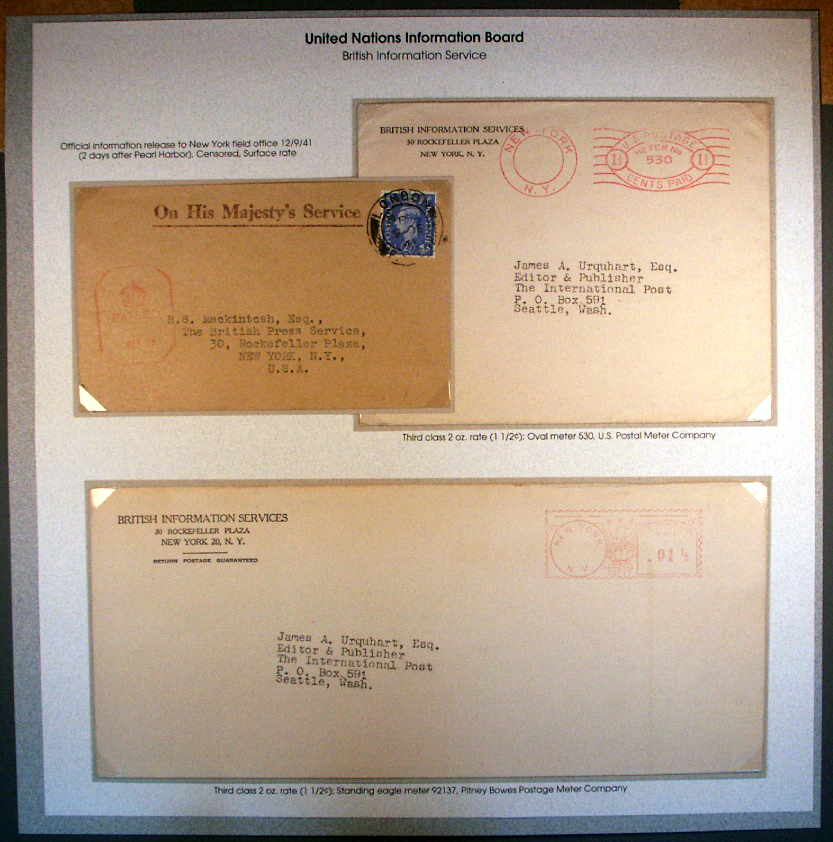 United Nations Information Board
British Information Service
Official information release to New York field office 12/9/41
(2 days after Pearl Harbor), Censored, Surface rate
BRITISH INFORMATION SERVICES
30 ROCKEFELLER PLAZA
NEW YORK, N. Y.
NEW YORK
N. Y.
U.S. POSTAGE
METER No
530
1½
1½
CENTS PAID
On His Majesty's Service
LONDON
B.S. Mackintosh, Esq.,
The British Press Service,
30, Rockefeller Plaza,
NEW YORK, N.Y.,
U.S.A.
James A. Urquhart, Esq.
Editor & Publisher
The International Post
P. O. Box 591
Seattle, Wash.
Third class 2 oz. rate (1 1/2¢); Oval meter 530, U.S. Postal Meter Company
BRITISH INFORMATION SERVICES
30 ROCKEFELLER PLAZA
NEW YORK 20, N. Y.
RETURN POSTAGE GUARANTEED
NEW YORK
N. Y.
.01½
James A. Urquhart, Esq.
Editor & Publisher
The International Post
P. O. Box 591
Seattle, Wash.
Third class 2 oz. rate (1 1/2¢); Standing eagle meter 92137, Pitney Bowes Postage Meter Company